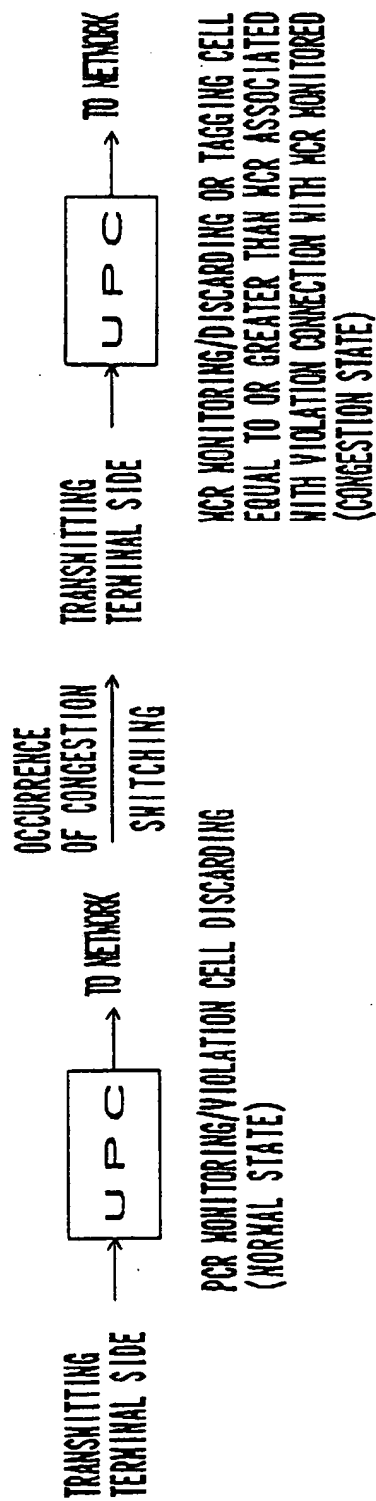 TRANSMITTING
TERMINAL SIDE
UPC
TO NETWORK
PCR MONITORING/VIOLATION CELL DISCARDING
(NORMAL STATE)
OCCURRENCE
OF CONGESTION
SWITCHING
TRANSMITTING
TERMINAL SIDE
UPC
TO NETWORK
MCR MONITORING/DISCARDING OR TAGGING CELL
EQUAL TO OR GREATER THAN MCR ASSOCIATED
WITH VIOLATION CONNECTION WITH MCR MONITORED
(CONGESTION STATE)